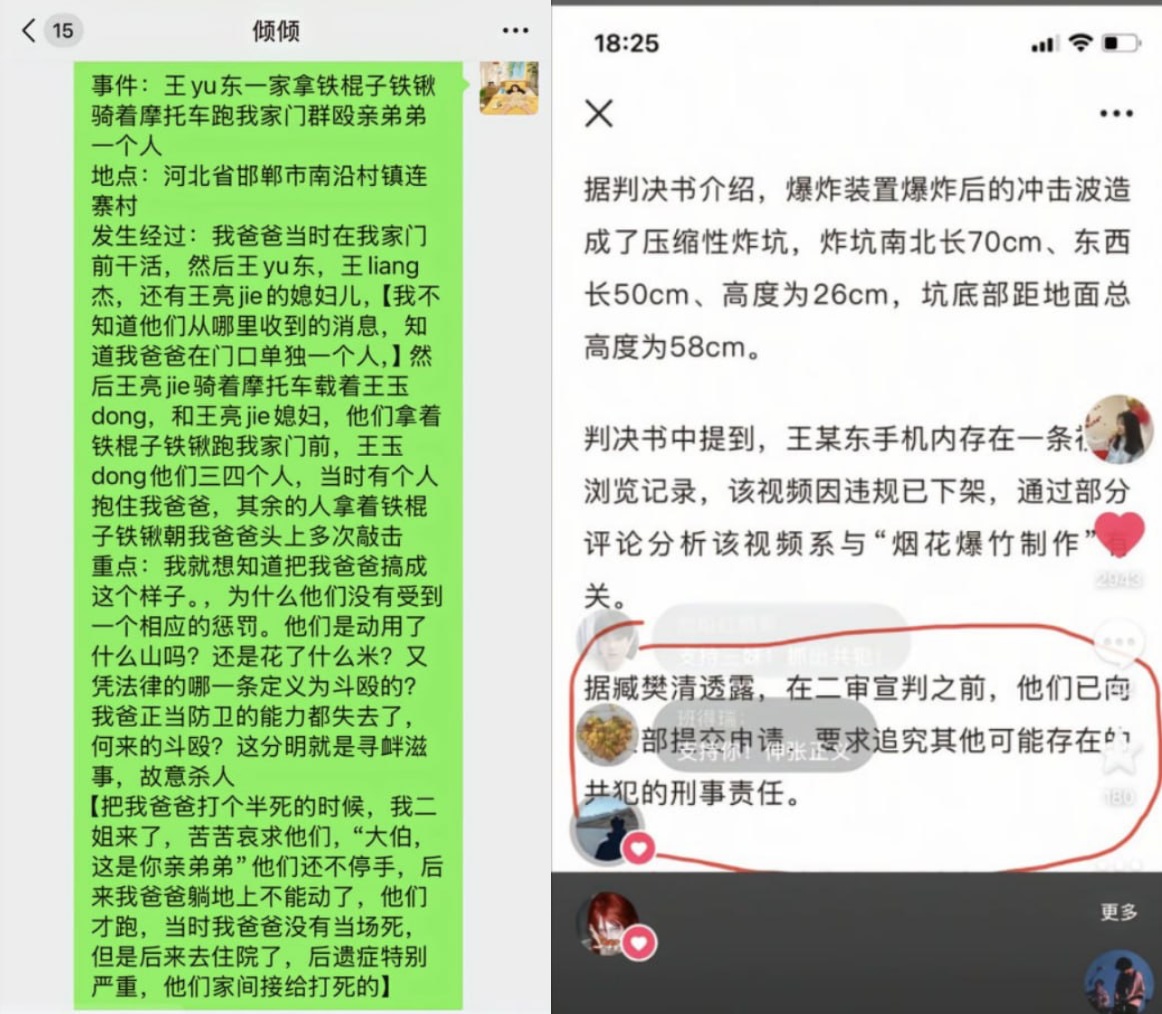 15
倾倾
事件：王yu东一家拿铁棍子铁锹
骑着摩托车跑我家门群殴亲弟弟
一个人
地点：河北省邯郸市南沿村镇连
寨村
发生经过：我爸爸当时在我家门
前干活，然后王yu东，王liang
杰，还有王亮jie的媳妇儿，【我不
知道他们从哪里收到的消息，知
道我爸爸在门口单独一个人，】然
后王亮jie骑着摩托车载着王玉
dong，和王亮jie媳妇，他们拿着
铁棍子铁锹跑我家门前，王玉
dong他们三四个人，当时有个人
抱住我爸爸，其余的人拿着铁棍
子铁锹朝我爸爸头上多次敲击
重点：我就想知道把我爸爸搞成
这个样子。，为什么他们没有受到
一个相应的惩罚。他们是动用了
什么山吗？还是花了什么米？又
凭法律的哪一条定义为斗殴的？
我爸正当防卫的能力都失去了，
何来的斗殴？这分明就是寻衅滋
事，故意杀人
【把我爸爸打个半死的时候，我二
姐来了，苦苦哀求他们，“大伯，
这是你亲弟弟”他们还不停手，后
来我爸爸躺地上不能动了，他们
才跑，当时我爸爸没有当场死，
但是后来去住院了，后遗症特别
严重，他们家间接给打死的】
18:25
据判决书介绍，爆炸装置爆炸后的冲击波造
成了压缩性炸坑，炸坑南北长70cm、东西
长50cm、高度为26cm，坑底部距地面总
高度为58cm。
判决书中提到，王某东手机内存在一条
浏览记录，该视频因违规已下架，通过部分
评论分析该视频系与“烟花爆竹制作”有
关。
2943
据臧樊清透露，在二审宣判之前，他们已向
部提交申请，要求追究其他可能存在的
共犯的刑事责任。
支持你！伸张正义
180
更多